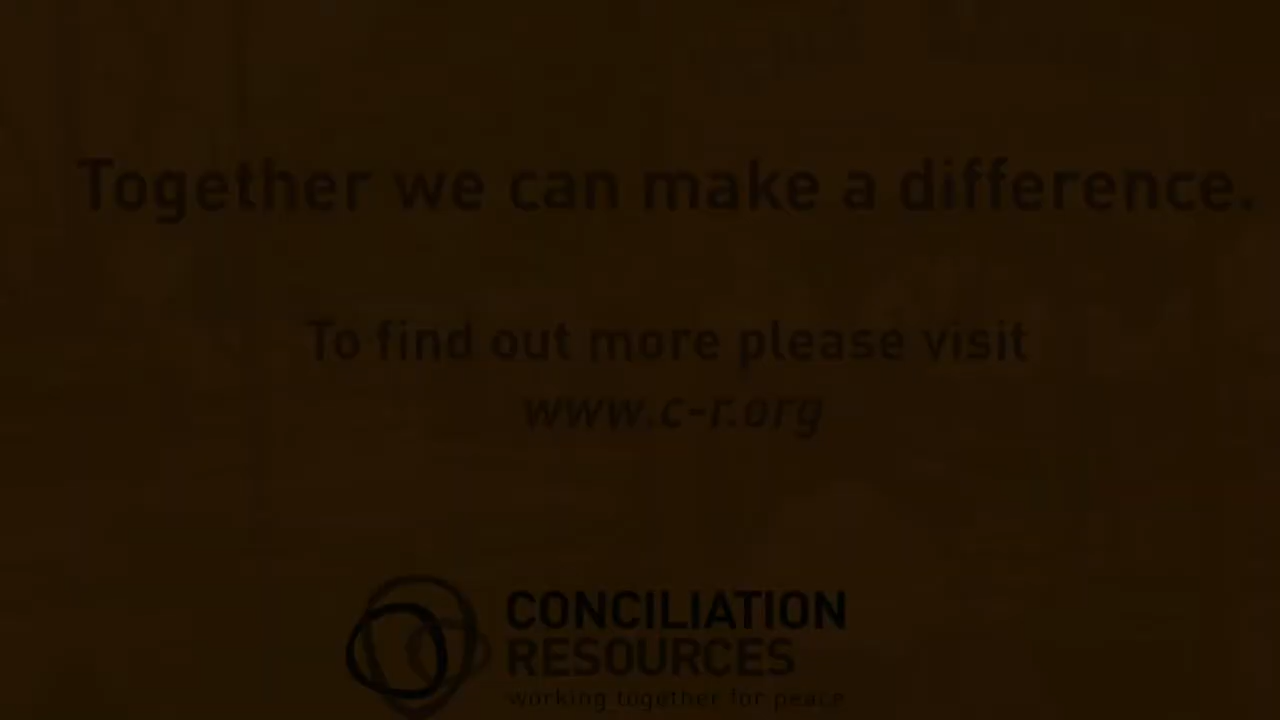 Together we can make a difference.
To find out more please visit
www.c-r.org
CONCILIATION
RESOURCES
working together for peace